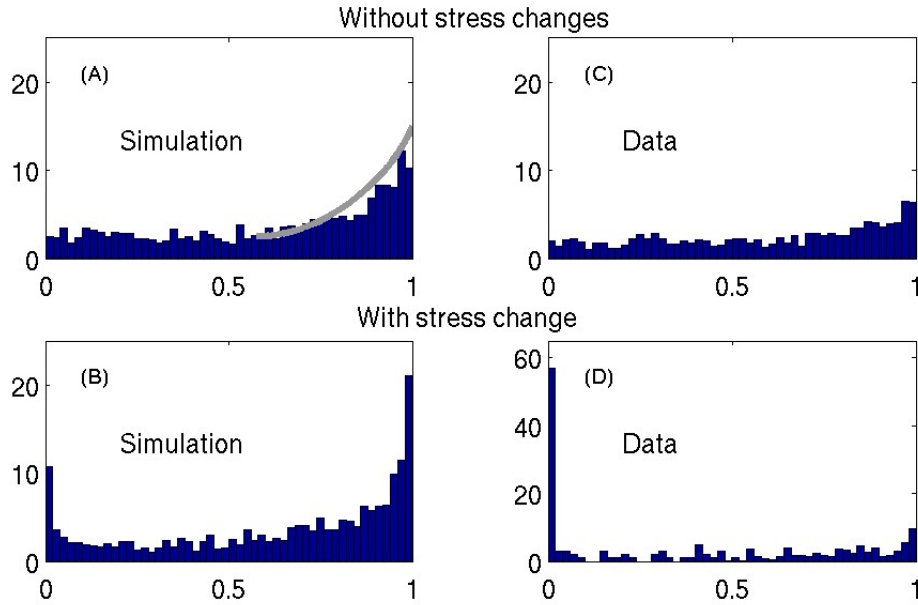 Without stress changes
(A)
Simulation
20
10
0
0 0.5 1
(C)
Data
20
10
0
0 0.5 1
With stress change
(B)
Simulation
20
10
0
0 0.5 1
(D)
Data
60
40
20
0
0 0.5 1